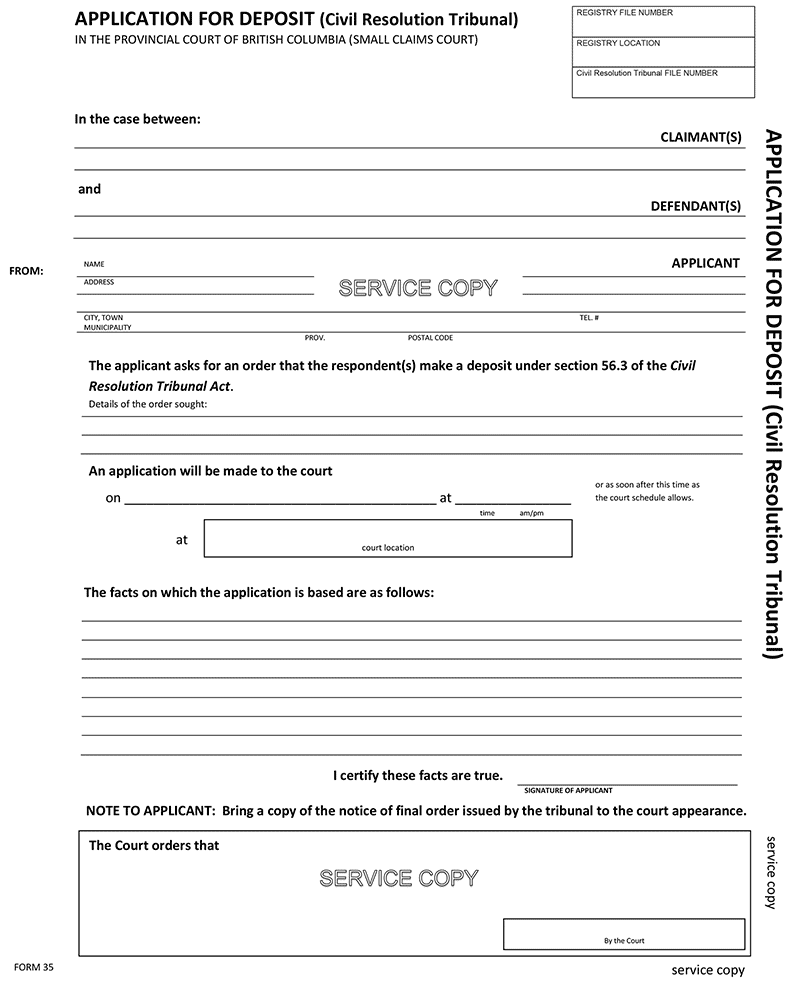 APPLICATION FOR DEPOSIT (Civil Resolution Tribunal)
IN THE PROVINCIAL COURT OF BRITISH COLUMBIA (SMALL CLAIMS COURT)
REGISTRY FILE NUMBER
REGISTRY LOCATION
Civil Resolution Tribunal FILE NUMBER
In the case between:
CLAIMANT(S)
and
DEFENDANT(S)
FROM:
NAME
APPLICANT
ADDRESS
SERVICE COPY
CITY, TOWN
MUNICIPALITY
TEL. #
PROV.
POSTAL CODE
The applicant asks for an order that the respondent(s) make a deposit under section 56.3 of the Civil
Resolution Tribunal Act.
Details of the order sought:
An application will be made to the court
on
at
or as soon after this time as
the court schedule allows.
time
am/pm
at
court location
The facts on which the application is based are as follows:
I certify these facts are true.
SIGNATURE OF APPLICANT
NOTE TO APPLICANT: Bring a copy of the notice of final order issued by the tribunal to the court appearance.
The Court orders that
SERVICE COPY
By the Court
FORM 35
service copy
APPLICATION FOR DEPOSIT (Civil Resolution Tribunal)
service copy